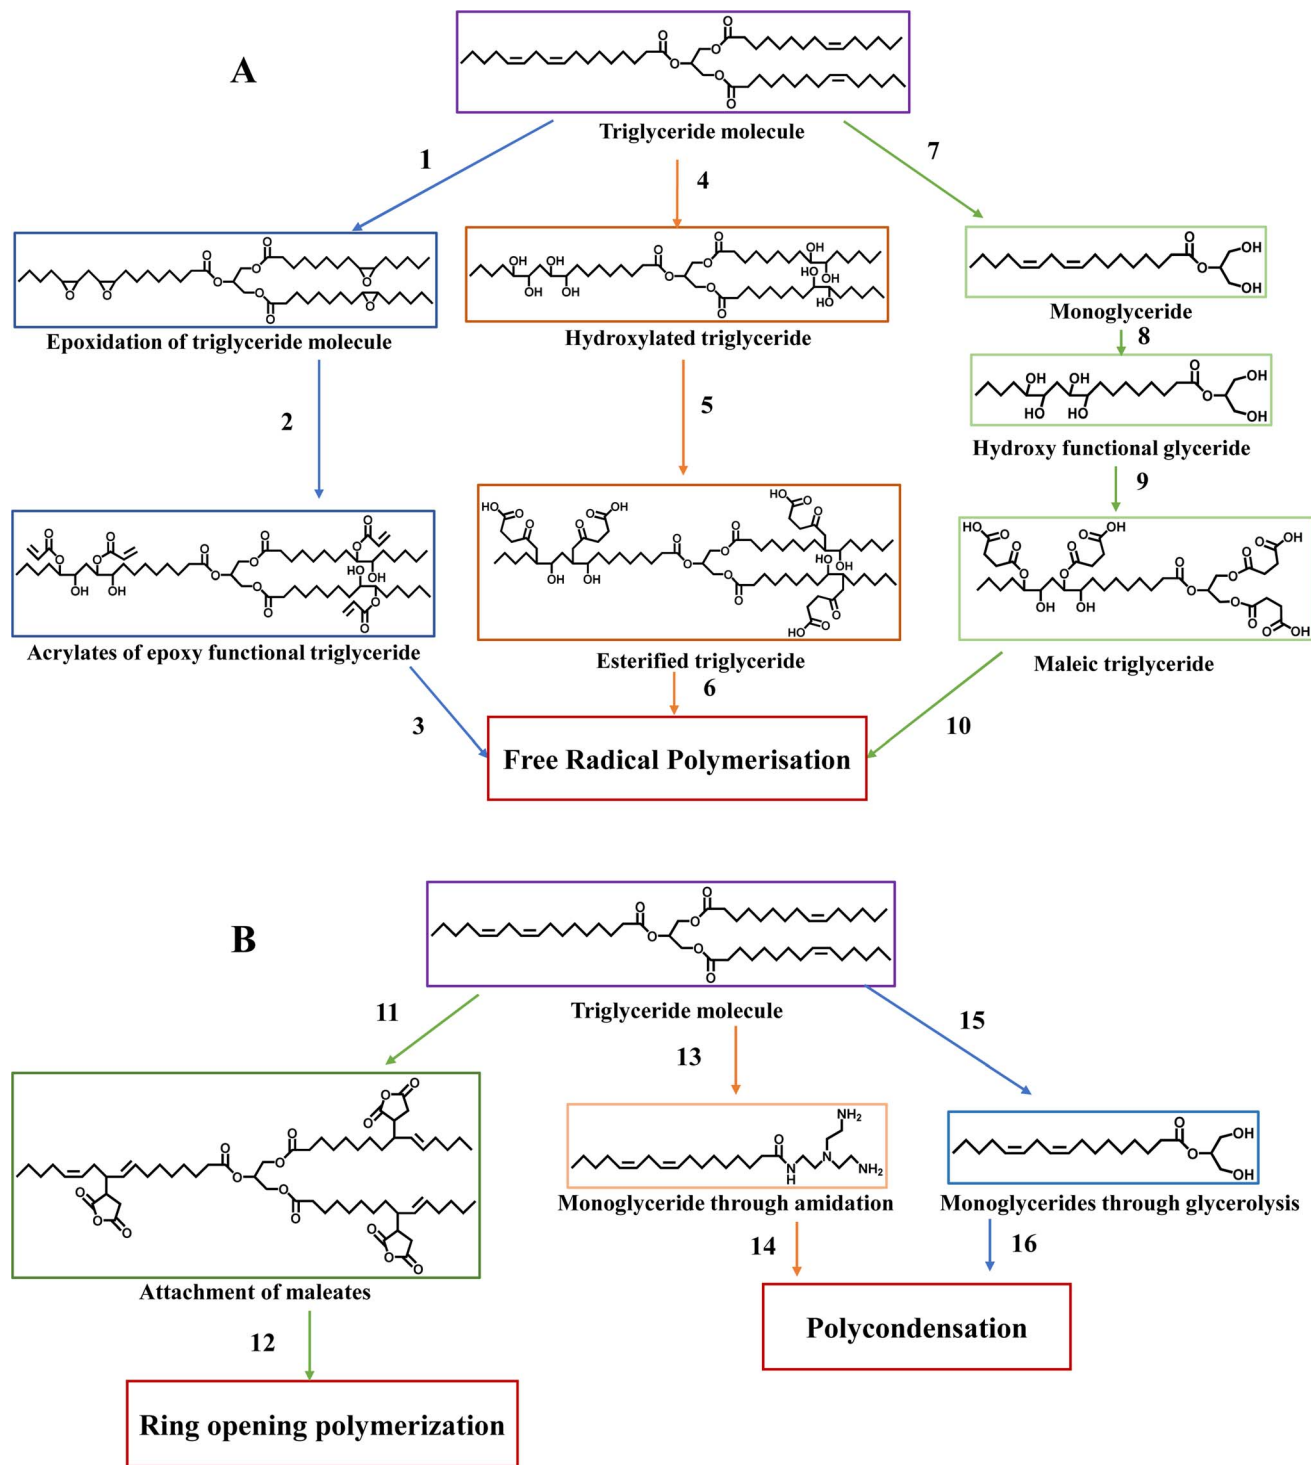 A
Triglyceride molecule
1
4
7
Epoxidation of triglyceride molecule
Hydroxylated triglyceride
Monoglyceride
8
2
5
Hydroxy functional glyceride
9
Acrylates of epoxy functional triglyceride
Esterified triglyceride
Maleic triglyceride
3
6
10
Free Radical Polymerisation
B
Triglyceride molecule
11
13
15
Attachment of maleates
Monoglyceride through amidation
Monoglycerides through glycerolysis
12
14
16
Polycondensation
Ring opening polymerization